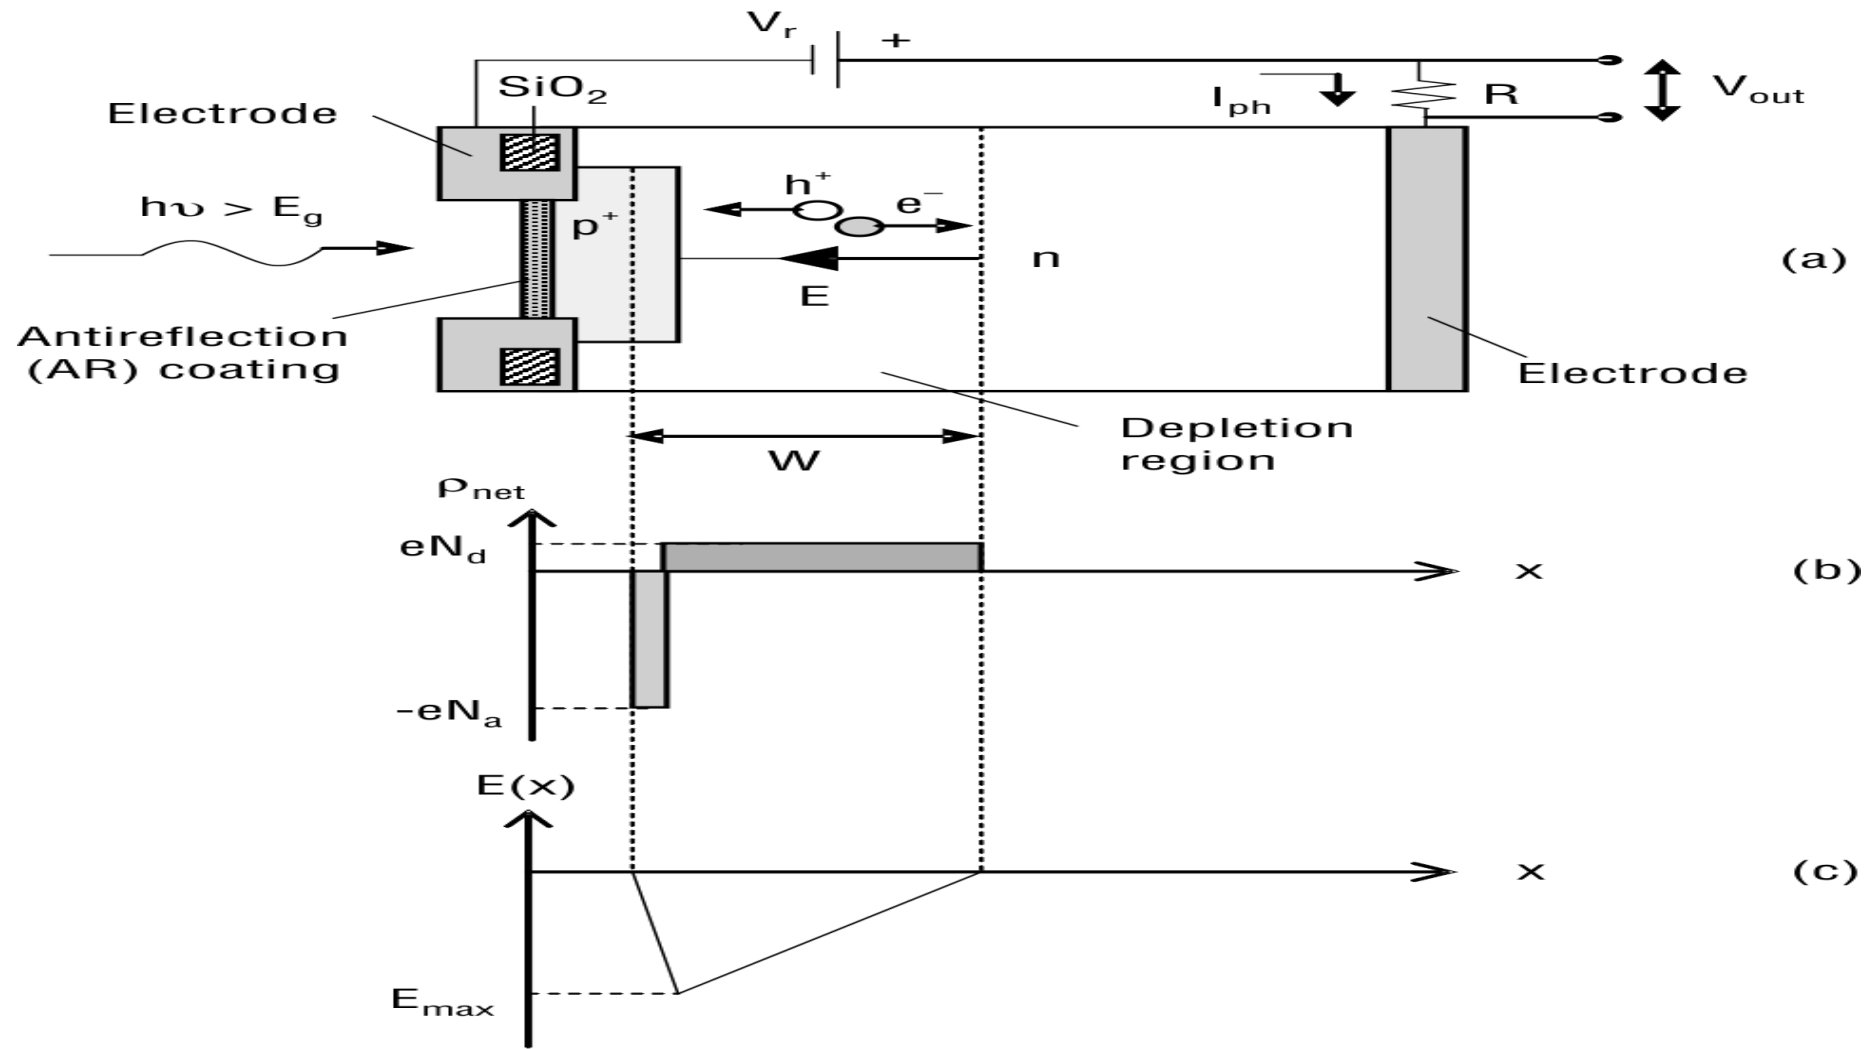 Vr
+
SiO2
Electrode
Iph
R
Vout
hυ > Eg
p+
h+
e−
E
n
(a)
Antireflection
(AR) coating
Electrode
W
Depletion
region
ρnet
eNd
x
(b)
-eNa
E(x)
x
(c)
Emax